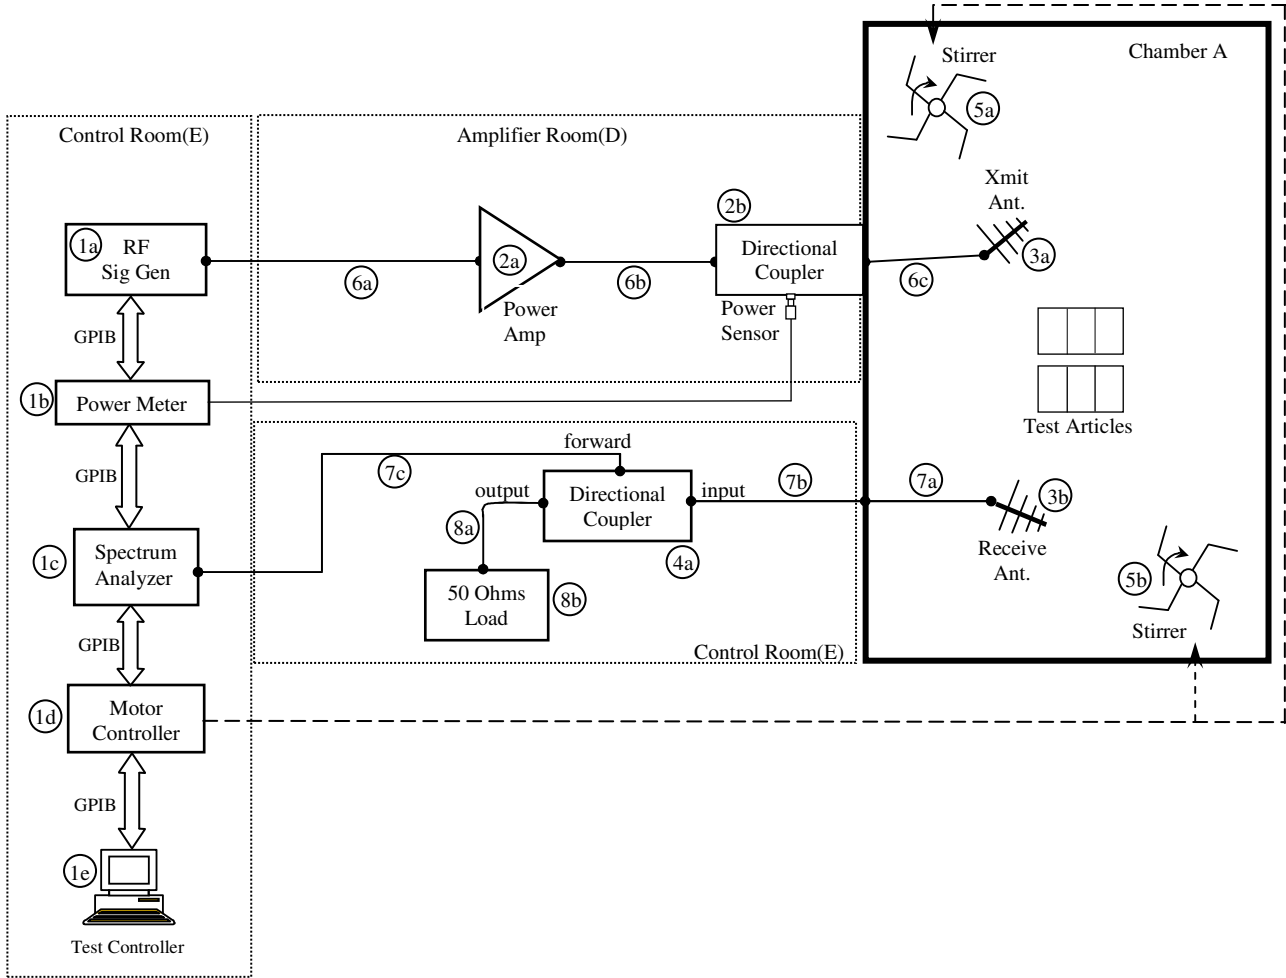 Stirrer
Chamber A
5a
Control Room(E)
Amplifier Room(D)
Xmit
Ant.
2b
1a
RF
Sig Gen
2a
Directional
Coupler
3a
6a
6b
6c
Power
Amp
Power
Sensor
GPIB
1b
Power Meter
Test Articles
forward
7c
GPIB
output
Directional
Coupler
input
7b
7a
3b
8a
1c
Spectrum
Analyzer
4a
Receive
Ant.
5b
50 Ohms
Load
8b
Stirrer
GPIB
Control Room(E)
1d
Motor
Controller
GPIB
1e
Test Controller